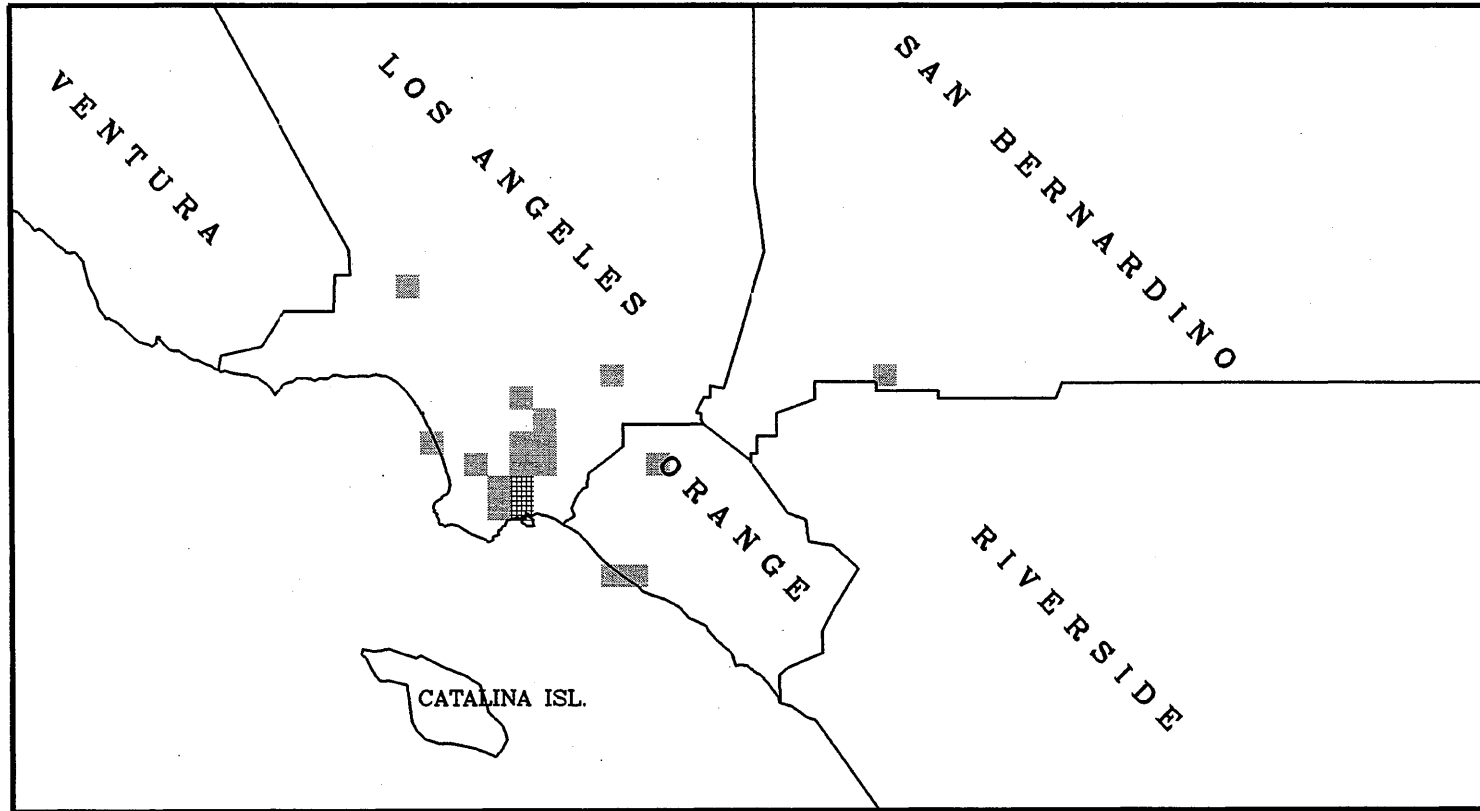 VENTURA
LOS ANGELES
SAN BERNARDINO
ORANGE
RIVERSIDE
CATALINA ISL.